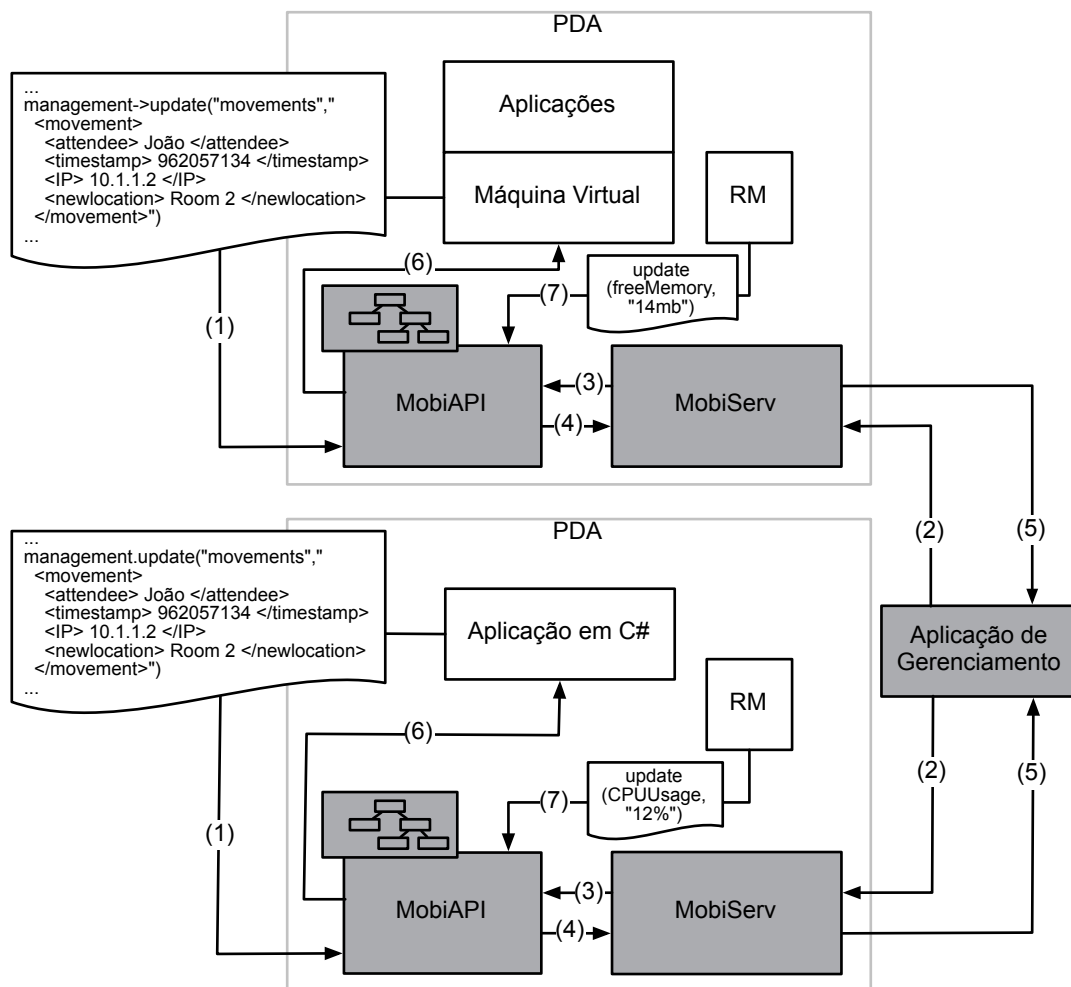 PDA
...
management->update("movements","
<movement>
<attendee> João </attendee>
<timestamp> 962057134 </timestamp>
<IP> 10.1.1.2 </IP>
<newlocation> Room 2 </newlocation>
</movement>")
...
Aplicações
Máquina Virtual
RM
(6)
update
(freeMemory,
"14mb")
(7)
(1)
MobiAPI
(3)
(4)
MobiServ
(2)
(5)
PDA
...
management.update("movements","
<movement>
<attendee> João </attendee>
<timestamp> 962057134 </timestamp>
<IP> 10.1.1.2 </IP>
<newlocation> Room 2 </newlocation>
</movement>")
...
Aplicação em C#
Aplicação de
Gerenciamento
RM
(6)
update
(CPUUsage,
"12%")
(7)
(2)
(5)
(1)
MobiAPI
(3)
(4)
MobiServ